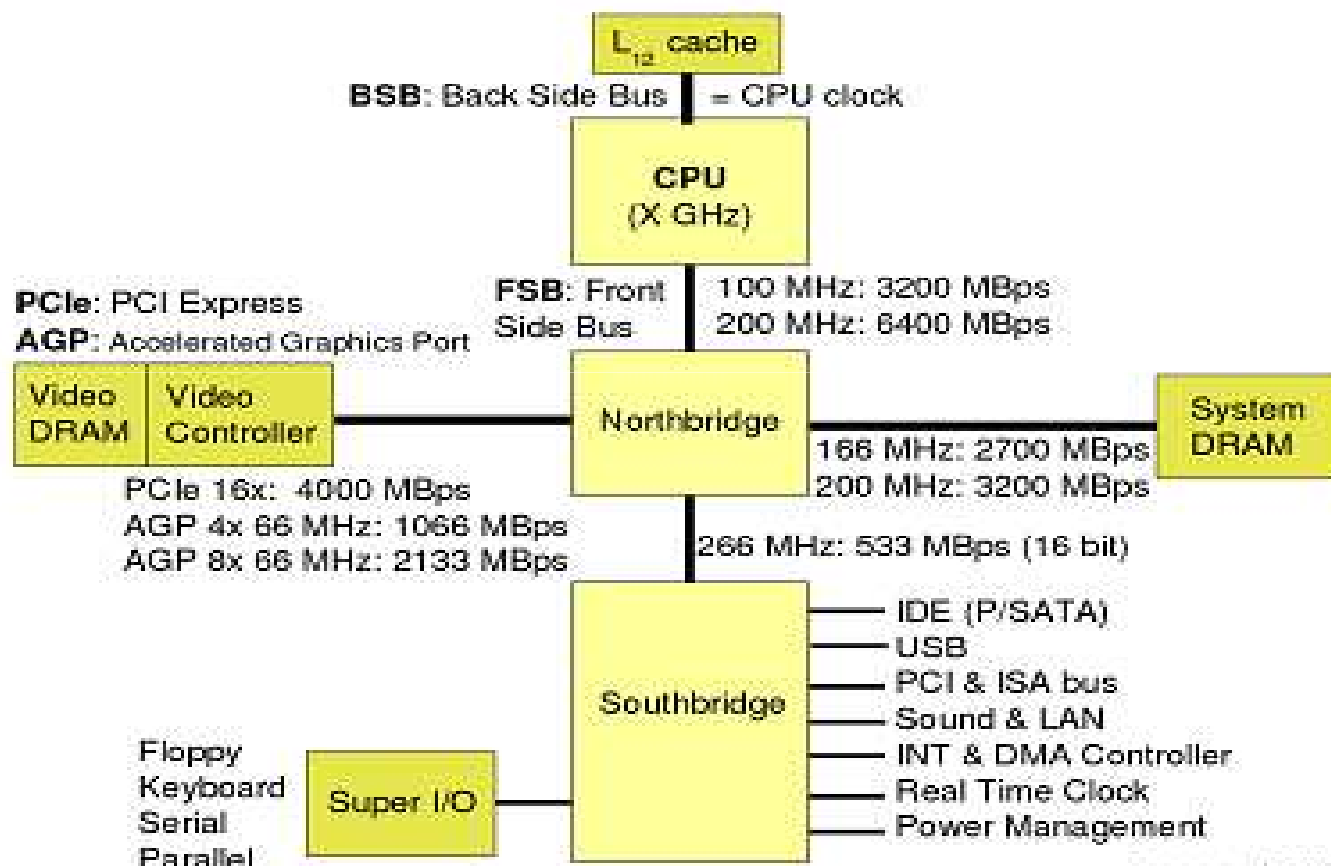 L12 cache
BSB: Back Side Bus = CPU clock
CPU
(X GHz)
FSB: Front
Side Bus
100 MHz: 3200 MBps
200 MHz: 6400 MBps
PCIe: PCI Express
AGP: Accelerated Graphics Port
Video
DRAM
Video
Controller
Northbridge
System
DRAM
166 MHz: 2700 MBps
200 MHz: 3200 MBps
PCIe 16x: 4000 MBps
AGP 4x 66 MHz: 1066 MBps
AGP 8x 66 MHz: 2133 MBps
266 MHz: 533 MBps (16 bit)
Southbridge
IDE (P/SATA)
USB
PCI & ISA bus
Sound & LAN
INT & DMA Controller
Real Time Clock
Power Management
Super I/O
Floppy
Keyboard
Serial
Parallel